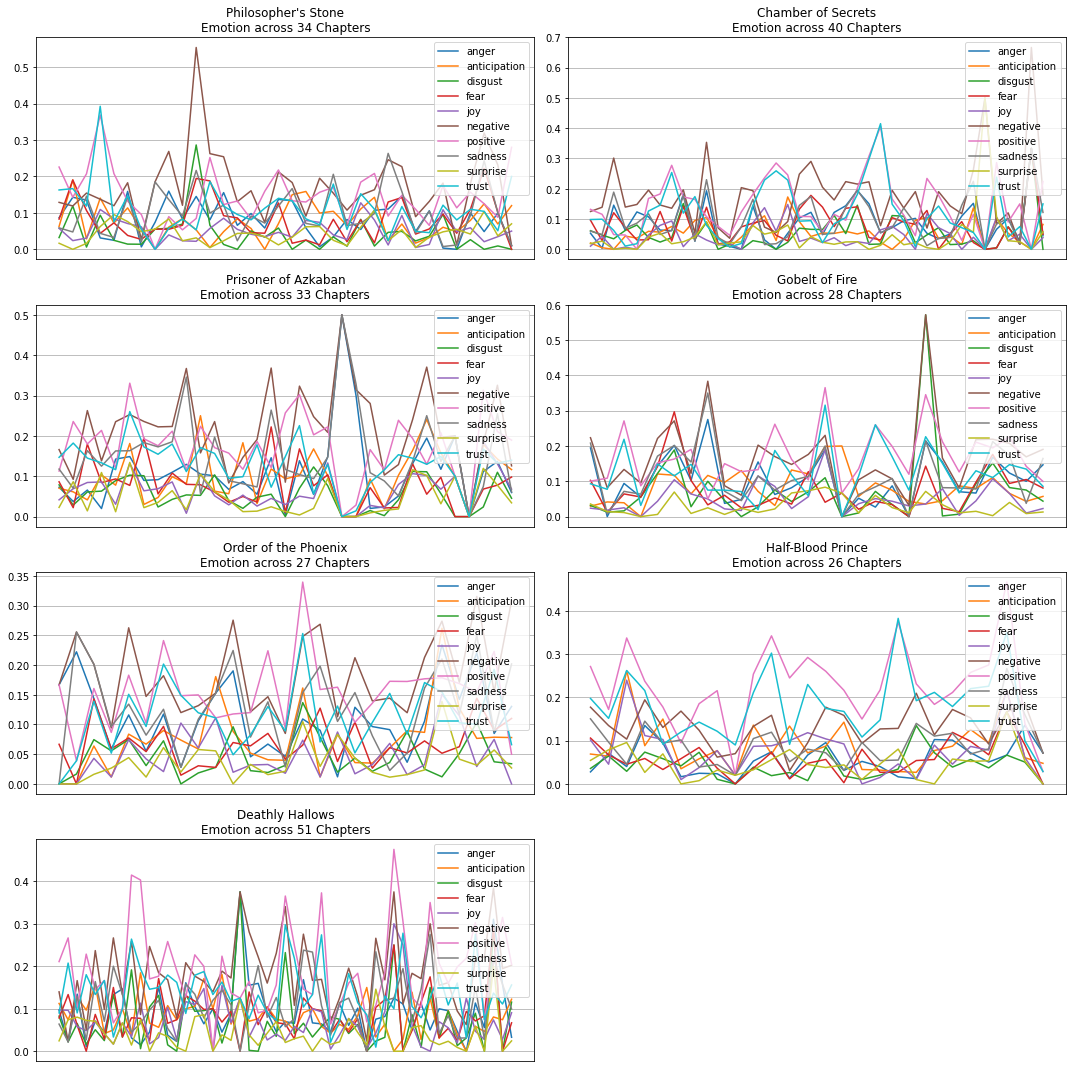 Philosopher's Stone
Emotion across 34 Chapters
0.5
0.4
0.3
0.2
0.1
0.0
anger
anticipation
disgust
fear
joy
negative
positive
sadness
surprise
trust
Chamber of Secrets
Emotion across 40 Chapters
0.7
0.6
0.5
0.4
0.3
0.2
0.1
0.0
anger
anticipation
disgust
fear
joy
negative
positive
sadness
surprise
trust
Prisoner of Azkaban
Emotion across 33 Chapters
0.5
0.4
0.3
0.2
0.1
0.0
anger
anticipation
disgust
fear
joy
negative
positive
sadness
surprise
trust
Gobelt of Fire
Emotion across 28 Chapters
0.6
0.5
0.4
0.3
0.2
0.1
0.0
anger
anticipation
disgust
fear
joy
negative
positive
sadness
surprise
trust
Order of the Phoenix
Emotion across 27 Chapters
0.35
0.30
0.25
0.20
0.15
0.10
0.05
0.00
anger
anticipation
disgust
fear
joy
negative
positive
sadness
surprise
trust
Half-Blood Prince
Emotion across 26 Chapters
0.4
0.3
0.2
0.1
0.0
anger
anticipation
disgust
fear
joy
negative
positive
sadness
surprise
trust
Deathly Hallows
Emotion across 51 Chapters
0.4
0.3
0.2
0.1
0.0
anger
anticipation
disgust
fear
joy
negative
positive
sadness
surprise
trust